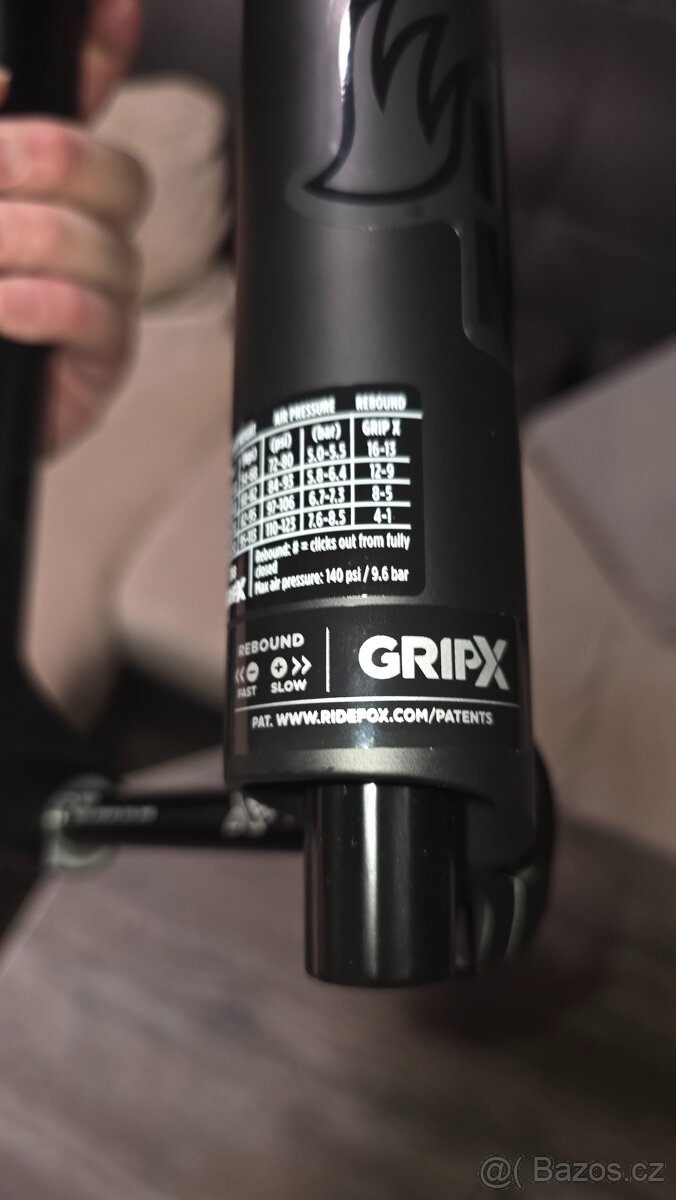 AIR PRESSURE REBOUND
(psi) (bar) GRIP X
72-80 5.0-5.5 16-13
84-93 5.8-6.4 12-9
97-106 6.7-7.3 8-5
110-123 7.6-8.5 4-1
Rebound: # = clicks out from fully
closed
Max air pressure: 140 psi / 9.6 bar
REBOUND
FAST SLOW
GRIPX
PAT. WWW.RIDEFOX.COM/PATENTS
@( Bazoš.cz